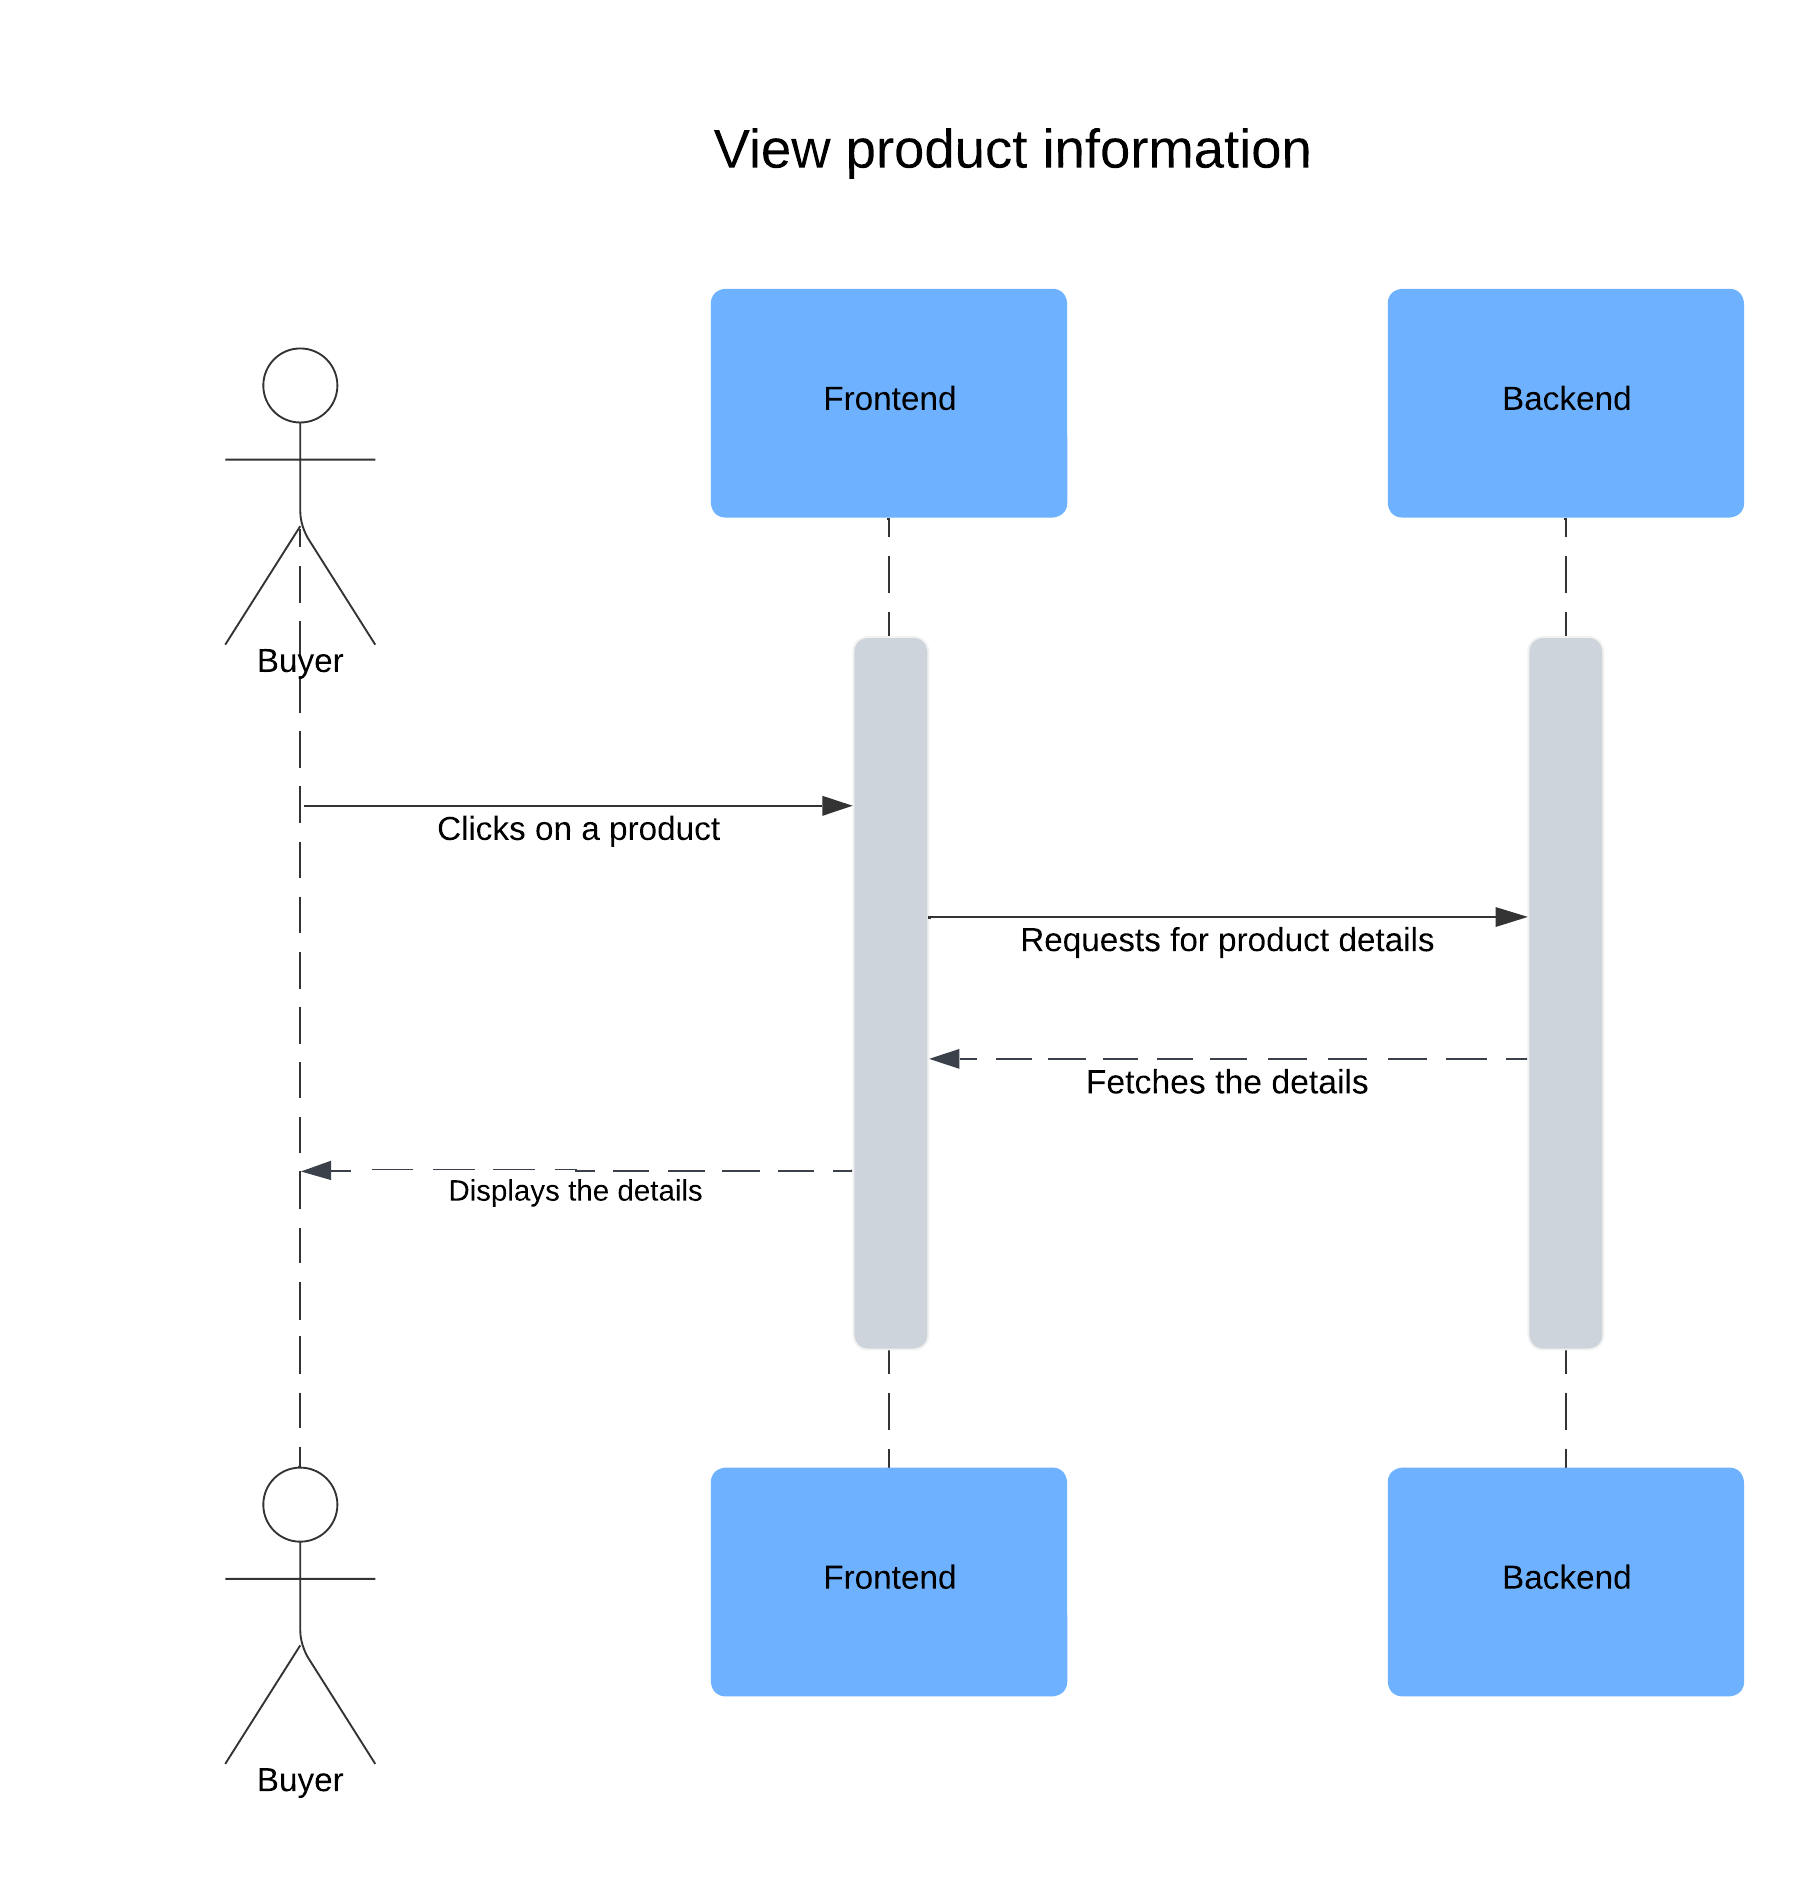 View product information
Frontend
Backend
Buyer
Clicks on a product
Requests for product details
Fetches the details
Displays the details
Frontend
Backend
Buyer